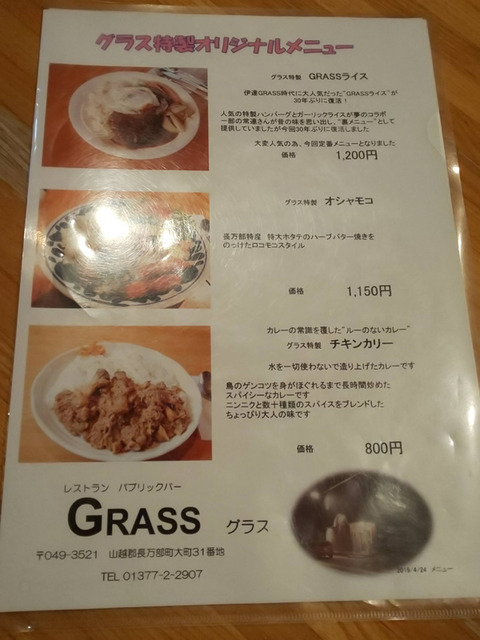 グラス特製オリジナルメニュー
グラス特製 GRASSライス
伊達GRASS時代に大人気だった"GRASSライス"が
30年ぶりに復活！
人気の特製ハンバーグとガーリックライスが夢のコラボ
一部の常連さんが昔の味を思い出し、"裏メニュー"として
提供していましたが今回30年ぶりに復活しました
大変人気の為、今回定番メニューとなりました
価格 1,200円
グラス特製 オシャモコ
長万部特産 特大ホタテのハーブバター焼きを
のっけたロコモコスタイル
価格 1,150円
カレーの常識を覆した"ルーのないカレー"
グラス特製 チキンカリー
水を一切使わないで造り上げたカレーです
鳥のゲンコツを身がほぐれるまで長時間炒めた
スパイシーなカレーです
ニンニクと数十種類のスパイスをブレンドした
ちょっぴり大人の味です
価格 800円
レストラン パブリックバー
GRASS グラス
〒049-3521 山越郡長万部町大町31番地
TEL 01377-2-2907
2019/4/24 メニュー